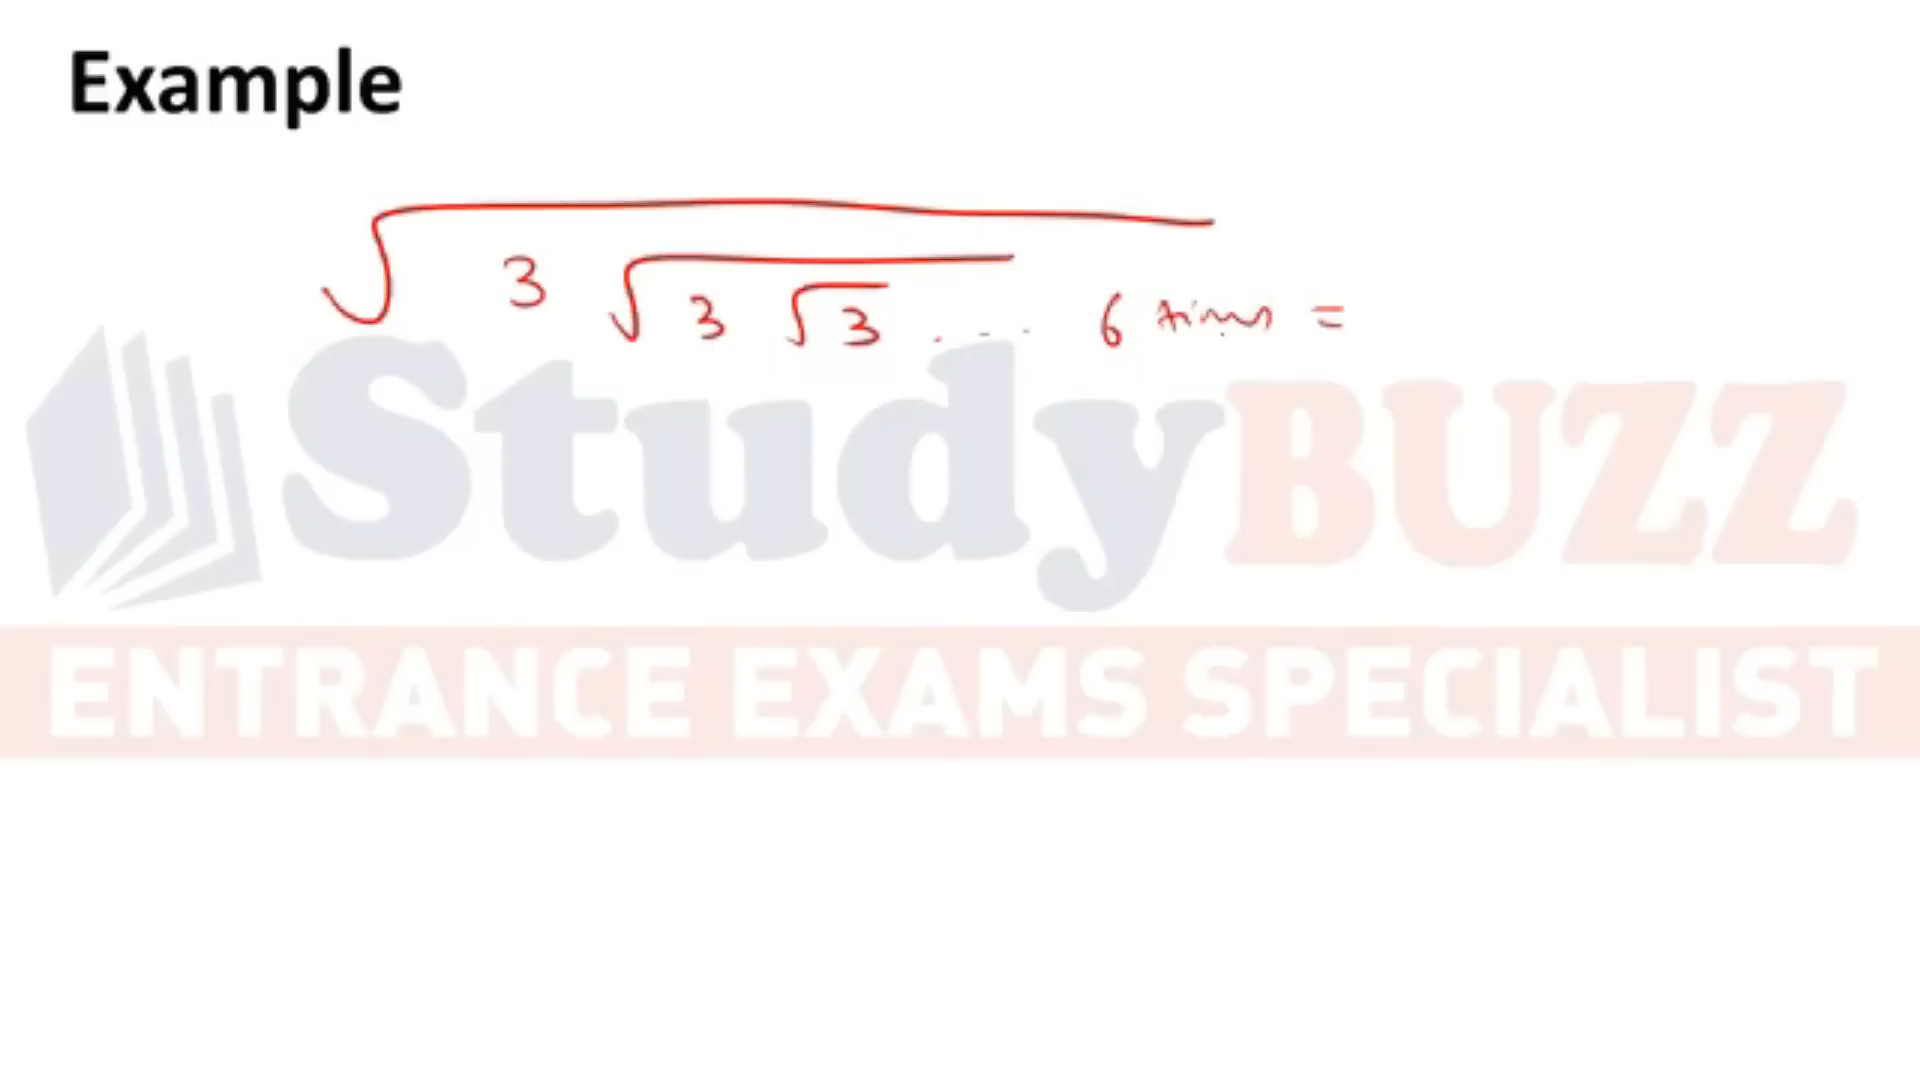 Example
√3√3√3 .... 6 times =
StudyBUZZ
ENTRANCE EXAMS SPECIALIST